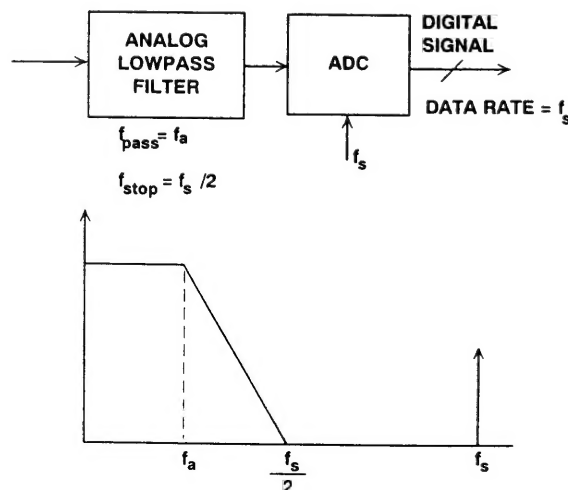 ANALOG
LOWPASS
FILTER
ADC
DIGITAL
SIGNAL
DATA RATE = fs
fpass = fa
fs
fstop = fs /2
fa
fs
2
fs